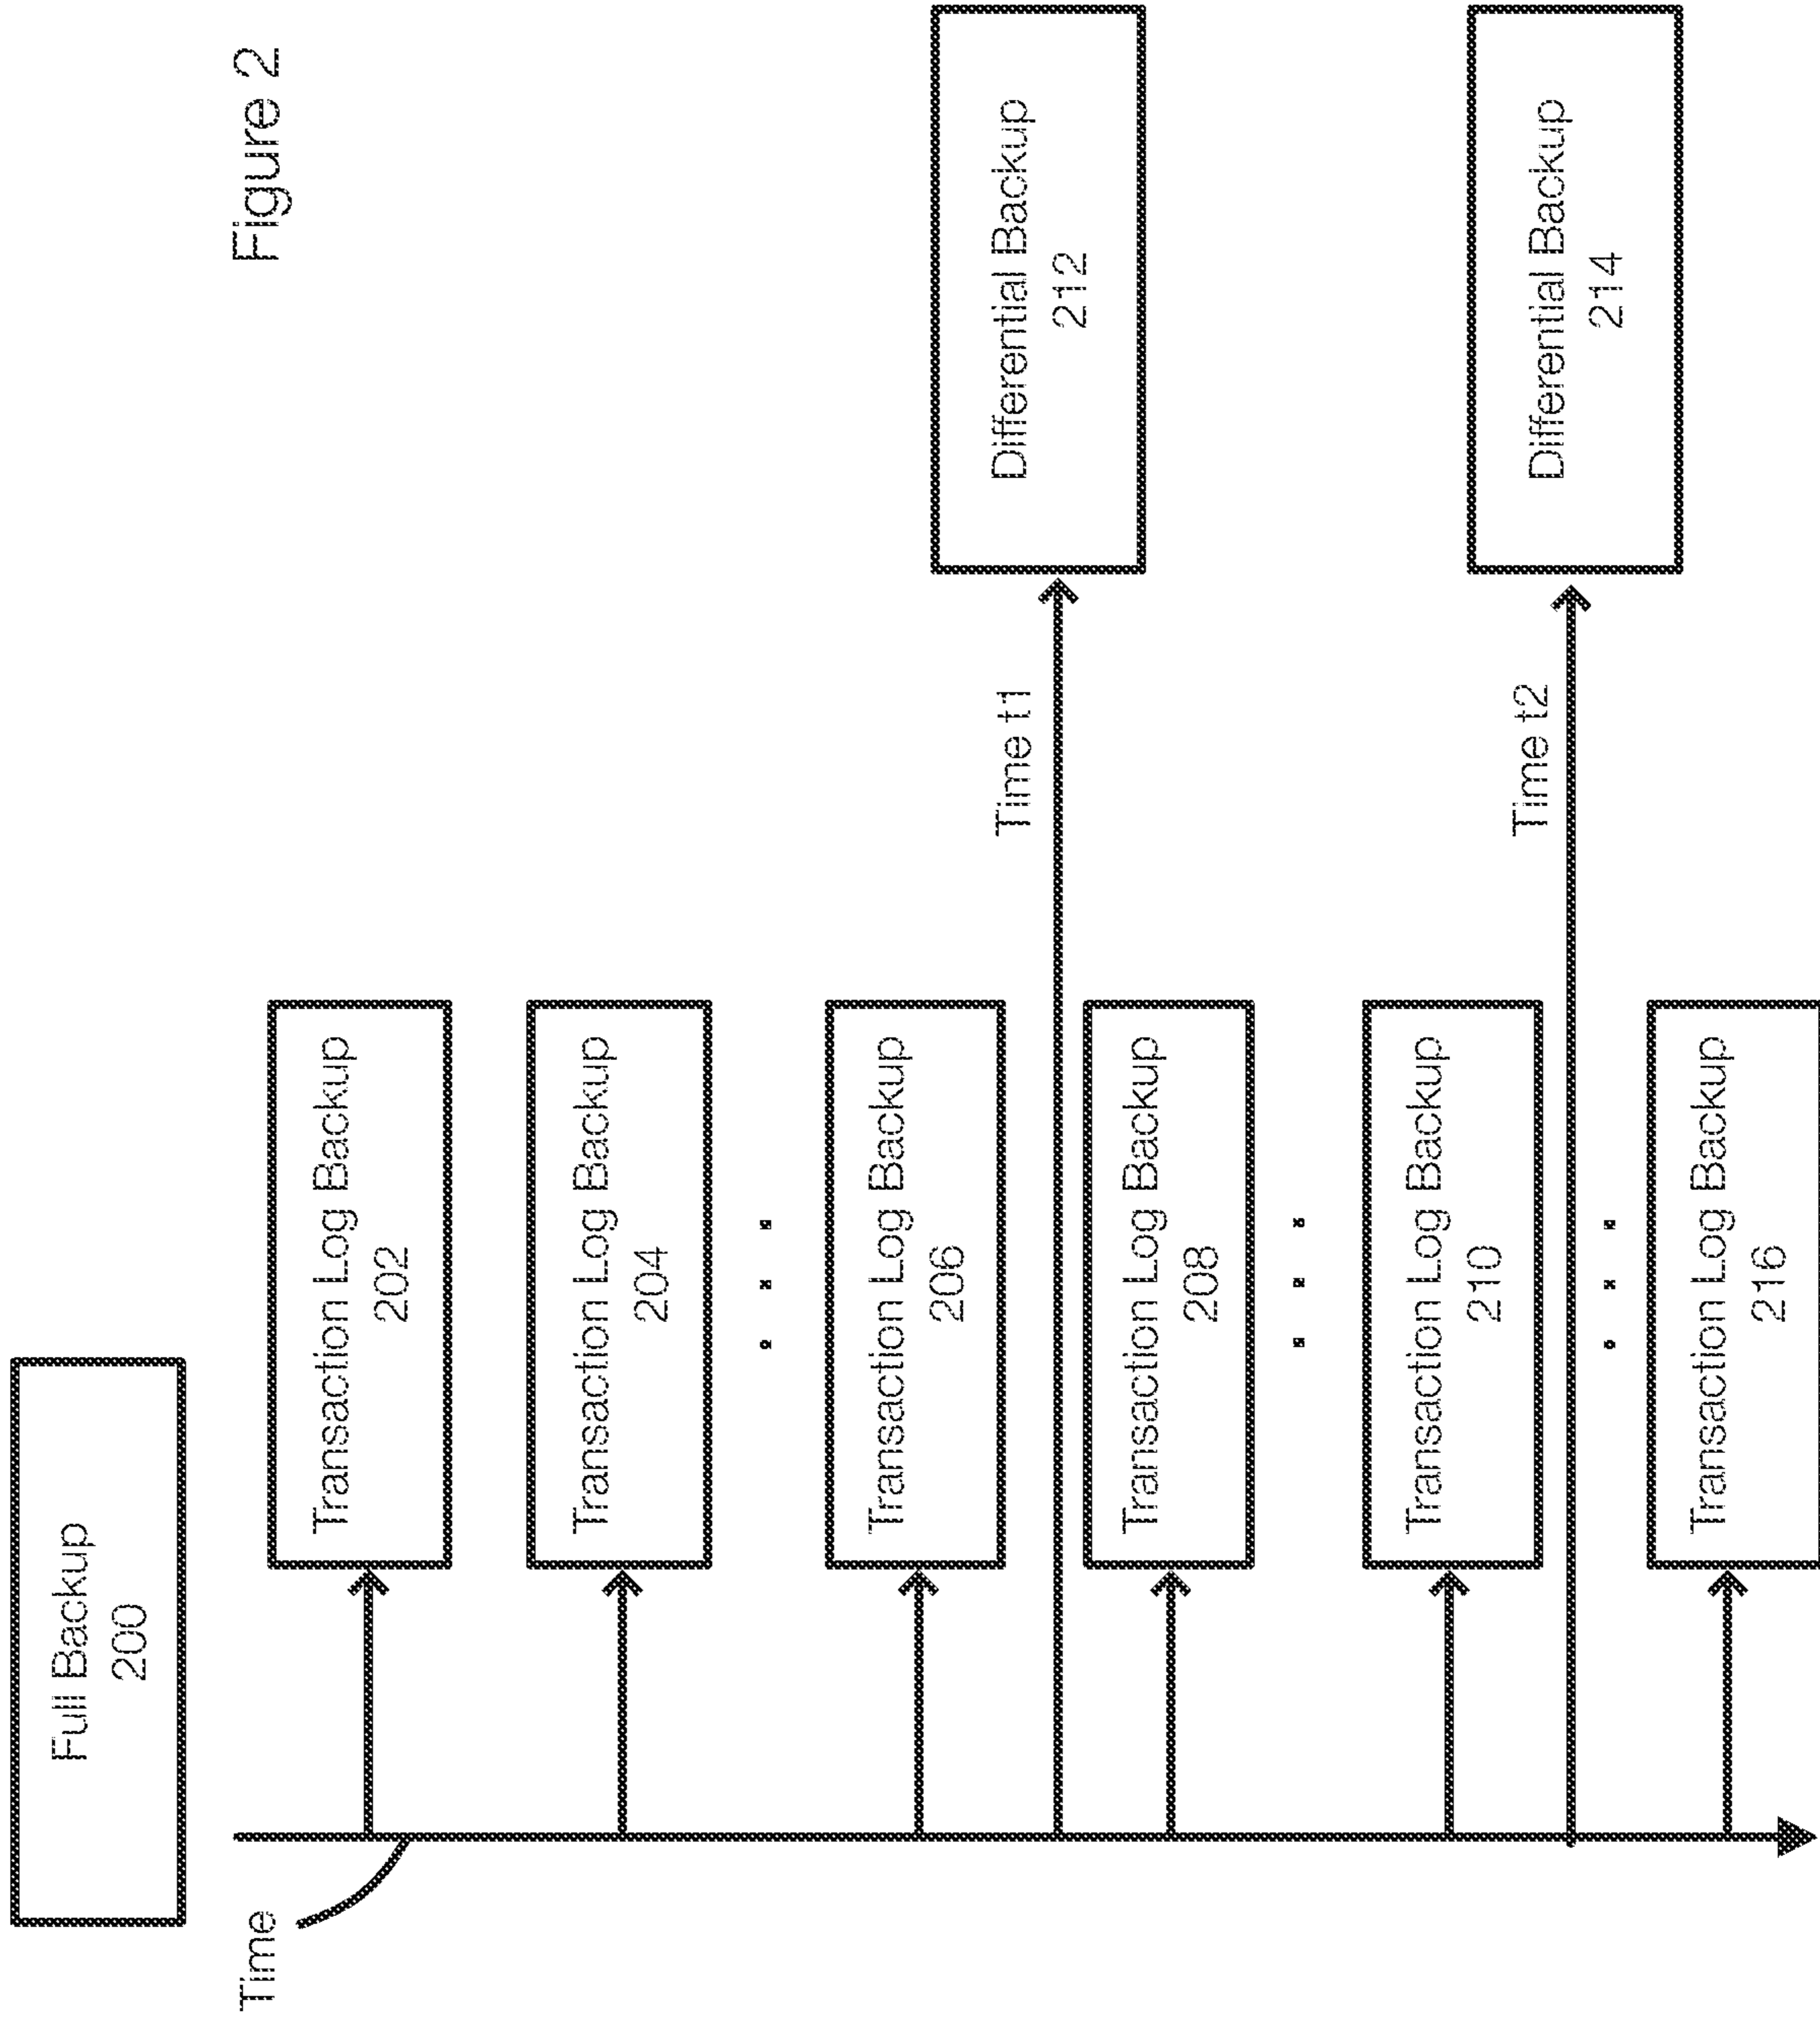 Figure 2
Full Backup
200
Time
Transaction Log Backup
202
Transaction Log Backup
204
Transaction Log Backup
206
Time t1
Differential Backup
212
Transaction Log Backup
208
Transaction Log Backup
210
Time t2
Differential Backup
214
Transaction Log Backup
216